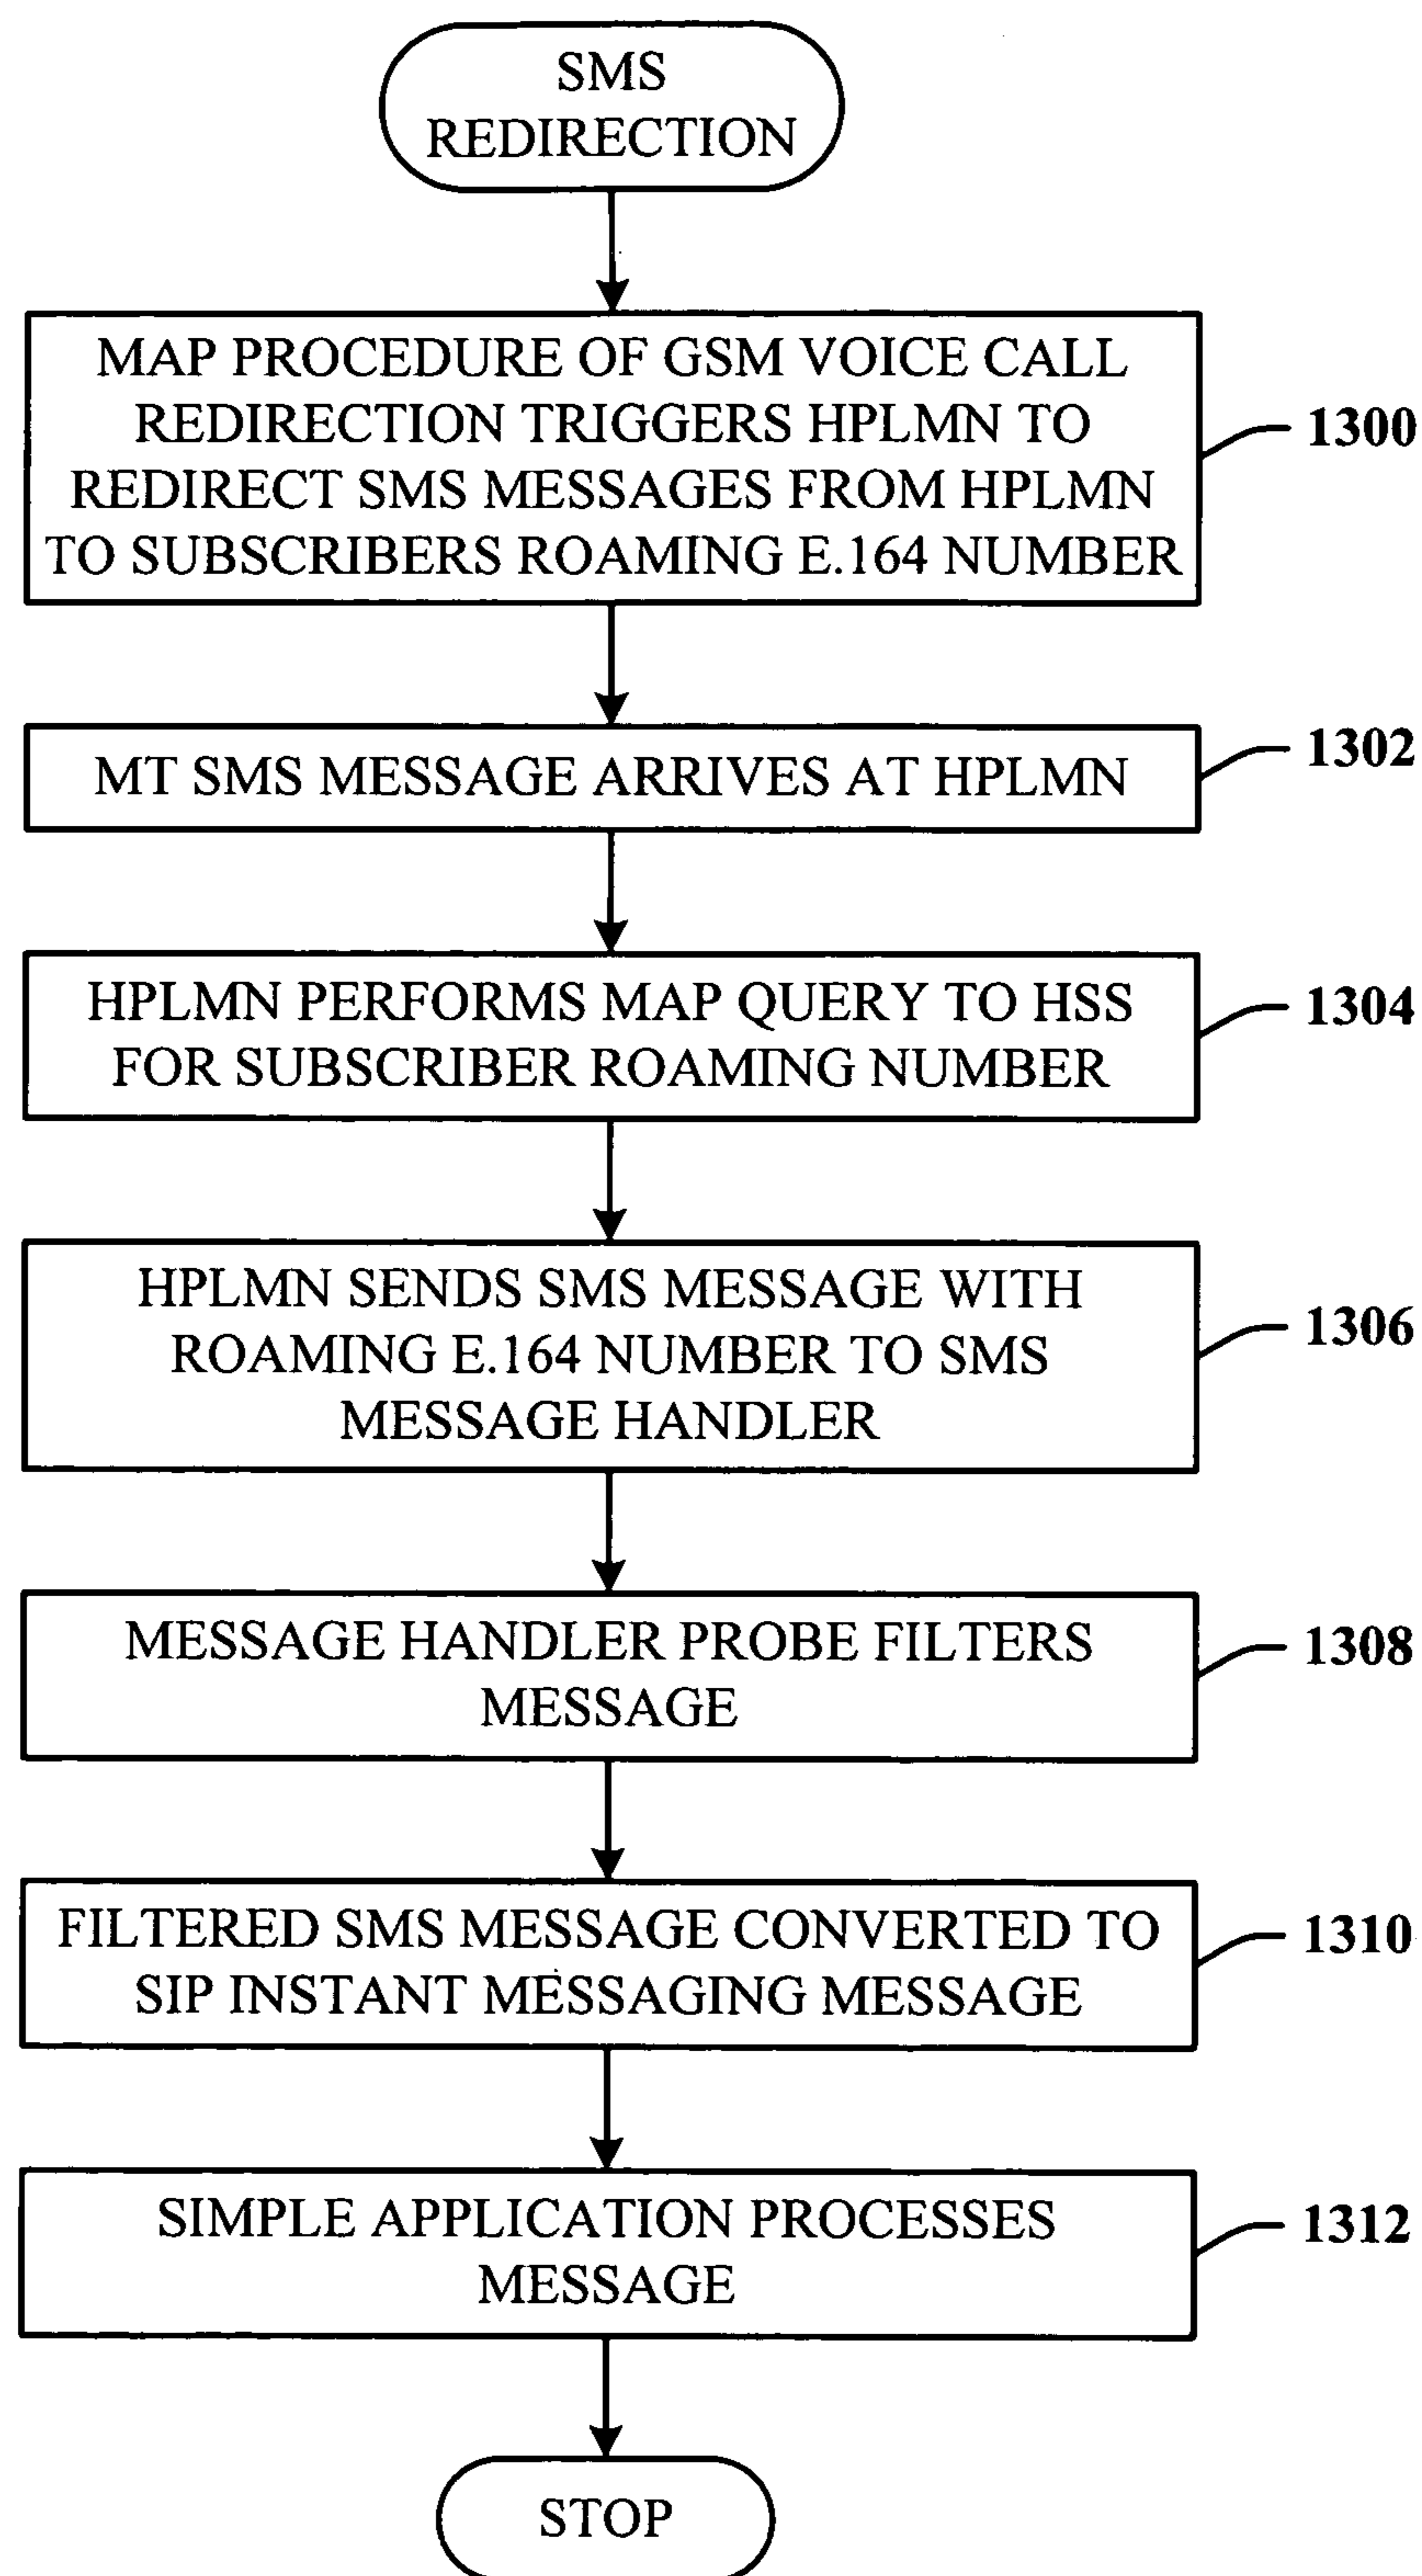 SMS
REDIRECTION
MAP PROCEDURE OF GSM VOICE CALL
REDIRECTION TRIGGERS HPLMN TO
REDIRECT SMS MESSAGES FROM HPLMN
TO SUBSCRIBERS ROAMING E.164 NUMBER
1300
MT SMS MESSAGE ARRIVES AT HPLMN
1302
HPLMN PERFORMS MAP QUERY TO HSS
FOR SUBSCRIBER ROAMING NUMBER
1304
HPLMN SENDS SMS MESSAGE WITH
ROAMING E.164 NUMBER TO SMS
MESSAGE HANDLER
1306
MESSAGE HANDLER PROBE FILTERS
MESSAGE
1308
FILTERED SMS MESSAGE CONVERTED TO
SIP INSTANT MESSAGING MESSAGE
1310
SIMPLE APPLICATION PROCESSES
MESSAGE
1312
STOP